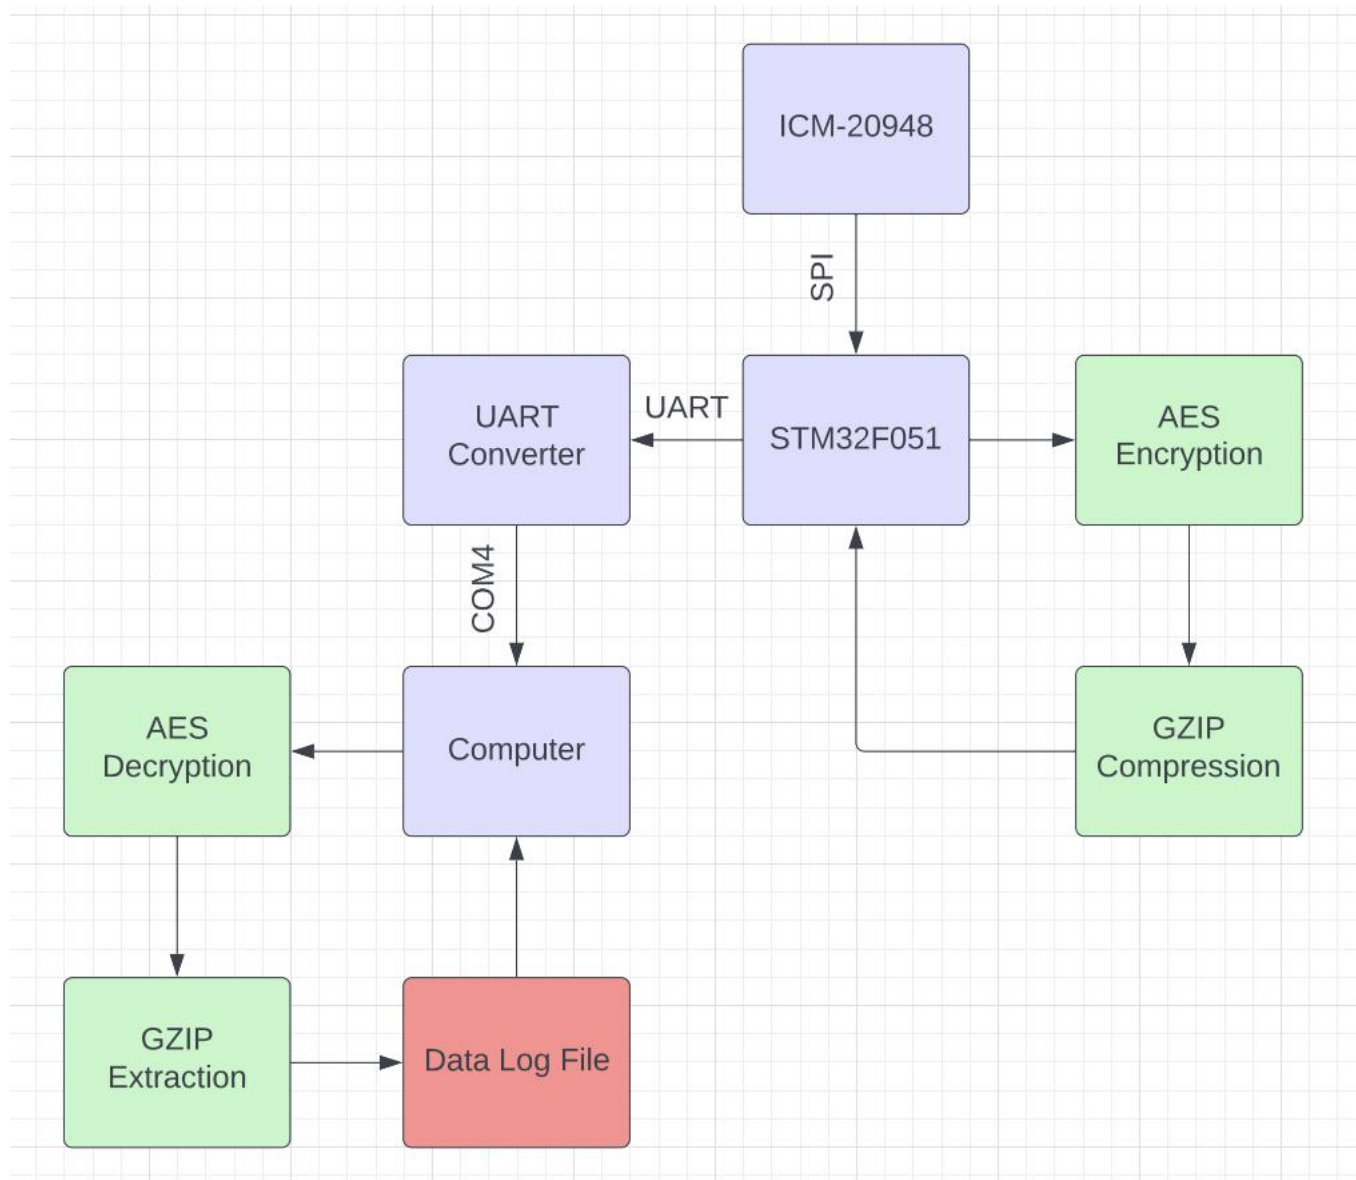 ICM-20948
SPI
UART
Converter
UART
STM32F051
AES
Encryption
COM4
AES
Decryption
Computer
GZIP
Compression
GZIP
Extraction
Data Log File